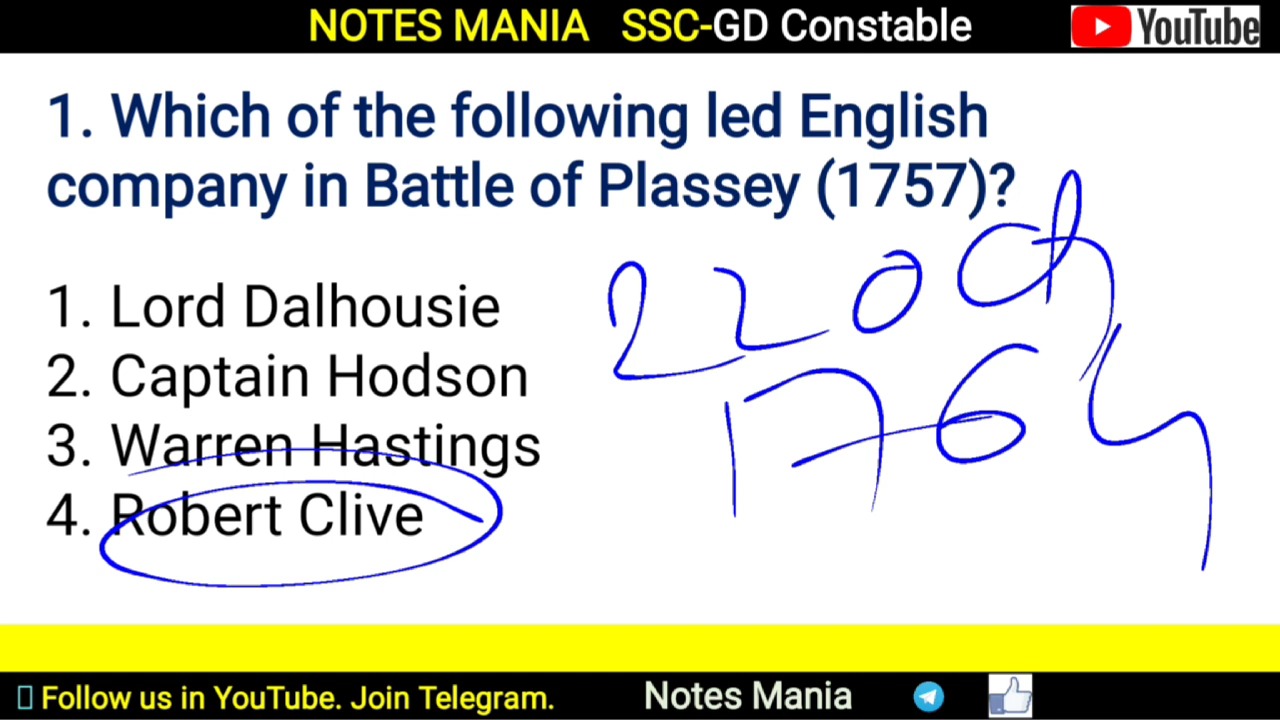 NOTES MANIA SSC-GD Constable YouTube
1. Which of the following led English
company in Battle of Plassey (1757)?
1. Lord Dalhousie
2. Captain Hodson
3. Warren Hastings
4. Robert Clive
22 Oct
1764
Follow us in YouTube. Join Telegram. Notes Mania